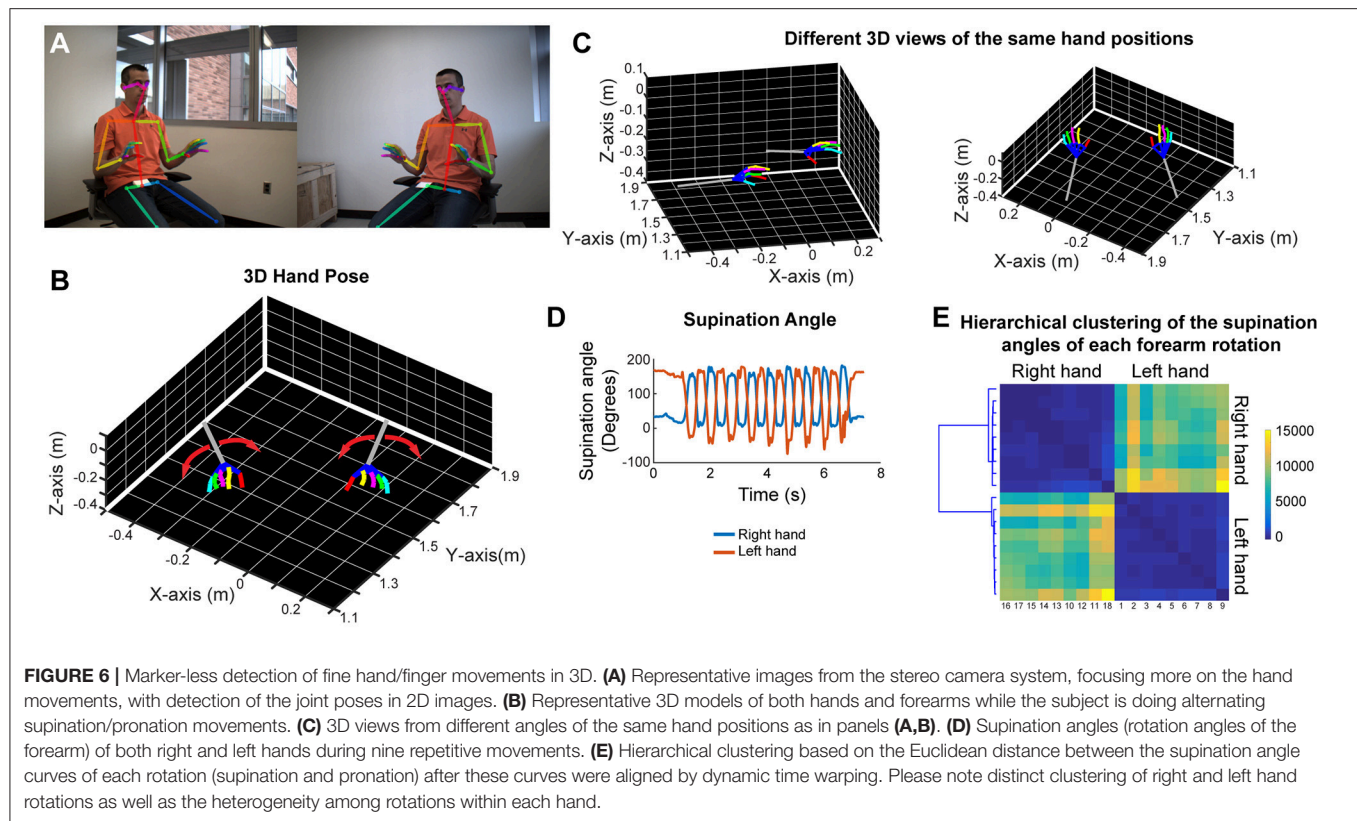 A
C
Different 3D views of the same hand positions
Z-axis (m)
0.1
0
-0.1
-0.2
-0.3
-0.4
1.9
1.7
1.5
1.3
1.1
Y-axis (m)
-0.4
-0.2
0
0.2
X-axis (m)
Z-axis (m)
0
-0.2
-0.4
0.2
0
-0.2
-0.4
X-axis (m)
1.1
1.3
1.5
1.7
1.9
Y-axis (m)
B
3D Hand Pose
Z-axis (m)
0
-0.2
-0.4
-0.4
-0.2
0
0.2
X-axis (m)
1.9
1.7
1.5
1.3
1.1
Y-axis(m)
D
Supination Angle
Supination angle
(Degrees)
200
100
0
-100
0
2
4
6
8
Time (s)
Right hand
Left hand
E
Hierarchical clustering of the supination
angles of each forearm rotation
Right hand
Left hand
Right hand
Left hand
15000
10000
5000
0
16 17 15 14 13 10 12 11 18 1 2 3 4 5 6 7 8 9
FIGURE 6 | Marker-less detection of fine hand/finger movements in 3D. (A) Representative images from the stereo camera system, focusing more on the hand
movements, with detection of the joint poses in 2D images. (B) Representative 3D models of both hands and forearms while the subject is doing alternating
supination/pronation movements. (C) 3D views from different angles of the same hand positions as in panels (A,B). (D) Supination angles (rotation angles of the
forearm) of both right and left hands during nine repetitive movements. (E) Hierarchical clustering based on the Euclidean distance between the supination angle
curves of each rotation (supination and pronation) after these curves were aligned by dynamic time warping. Please note distinct clustering of right and left hand
rotations as well as the heterogeneity among rotations within each hand.